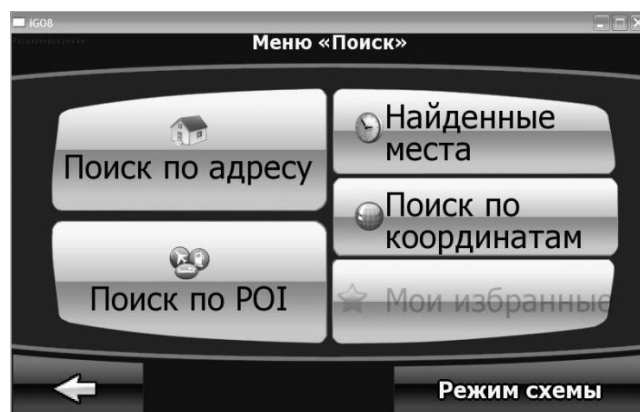 iGO8
Меню «Поиск»
Поиск по адресу
Найденные
места
Поиск по
координатам
Поиск по POI
Мои избранные
Режим схемы